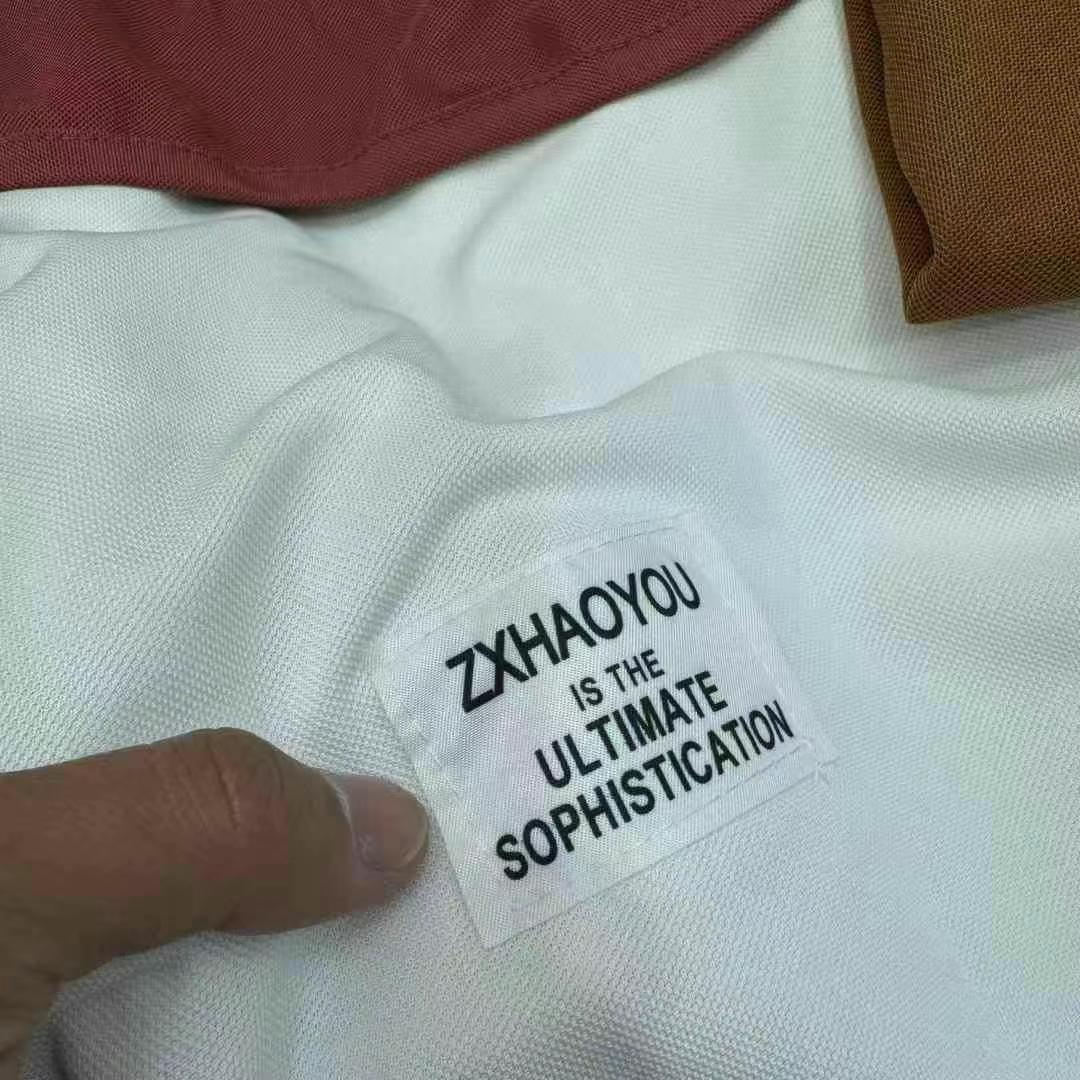 ZXHAOYOU
IS THE
ULTIMATE
SOPHISTICATION